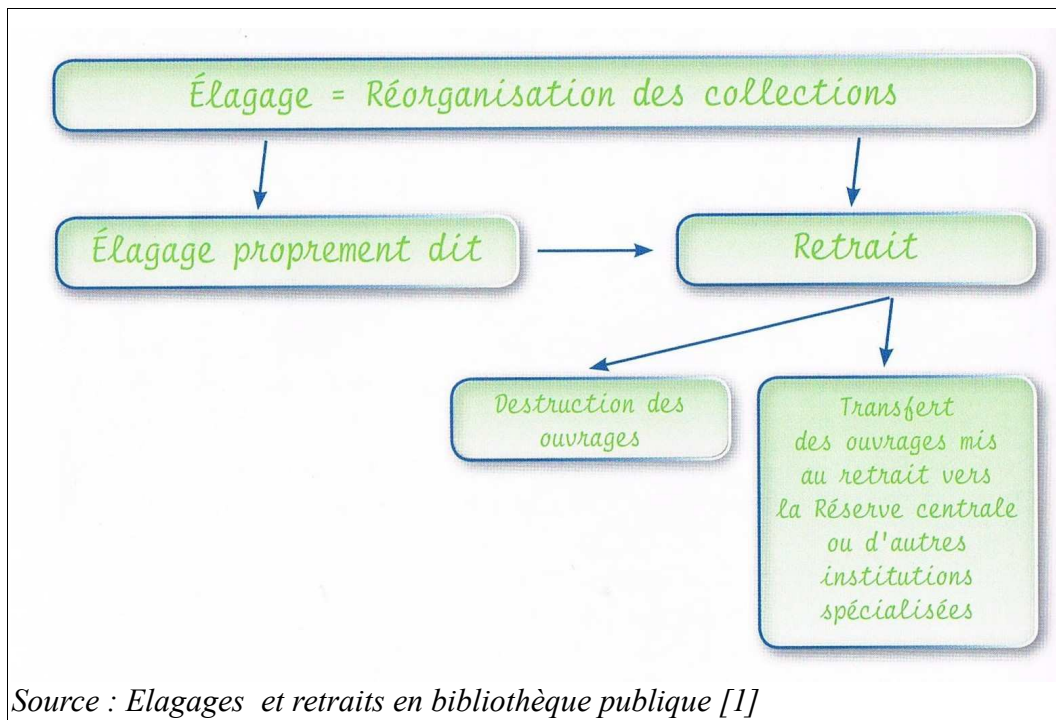 Élagage = Réorganisation des collections
Élagage proprement dit
Retrait
Destruction des
ouvrages
Transfert
des ouvrages mis
au retrait vers
la Réserve centrale
ou d'autres
institutions
spécialisées
Source : Elagages et retraits en bibliothèque publique [1]